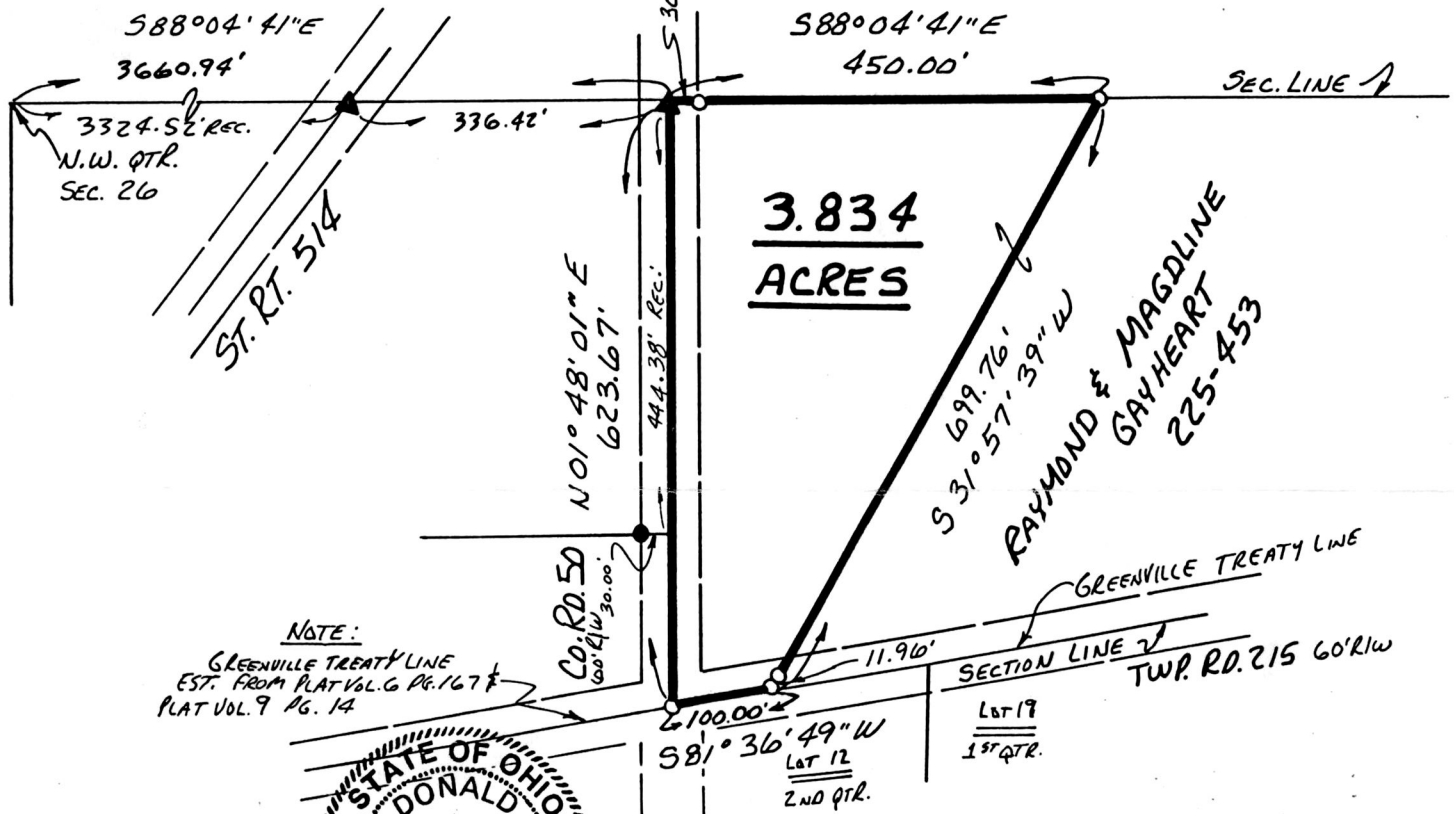 S88°04'41"E
3660.94'
3324.52' REC.
N.W. QTR.
SEC. 26
ST. RT. 514
336.42'
S 30
S88°04'41"E
450.00'
SEC. LINE
3.834
ACRES
N01°48'01"E
623.67'
444.38' REC.
699.76'
S 31°57'39" W
RAYMOND & MAGDLINE
GAYHEART
225-453
CO. RD. 50
60' R/W
30.00'
GREENVILLE TREATY LINE
SECTION LINE
TWP. RD. 215 60' R/W
11.96'
100.00'
S81°36'49"W
LOT 12
2ND QTR.
LOT 19
1ST QTR.
NOTE:
GREENVILLE TREATY LINE
EST. FROM PLAT VOL. 6 PG. 167 &
PLAT VOL. 9 PG. 14
STATE OF OHIO
DONALD